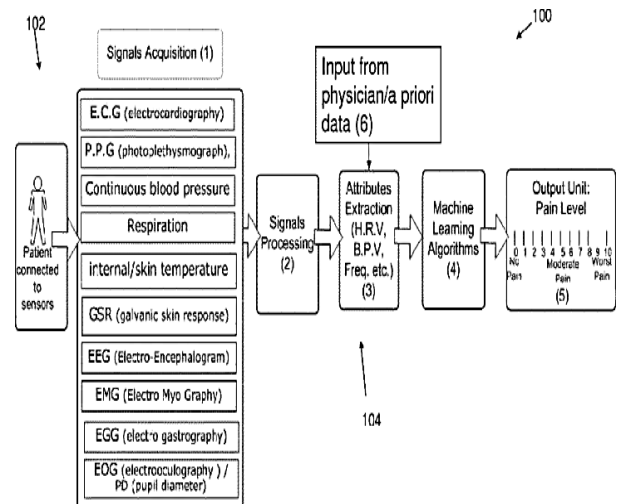 102
100
Signals Acquisition (1)
E.C.G (electrocardiography)
P.P.G (photoplethysmograph),
Continuous blood pressure
Respiration
internal/skin temperature
GSR (galvanic skin response)
EEG (Electro-Encephalogram)
EMG (Electro Myo Graphy)
EGG (electro gastrography)
EOG (electrooculography ) /
PD (pupil diameter)
Patient
connected
to
sensors
Signals
Processing
(2)
Input from
physician/a priori
data (6)
Attributes
Extraction
(H.R.V,
B.P.V,
Freq. etc.)
(3)
Machine
Learning
Algorithms
(4)
Output Unit:
Pain Level
0 1 2 3 4 5 6 7 8 9 10
No Pain
Moderate Pain
Worst Pain
(5)
104